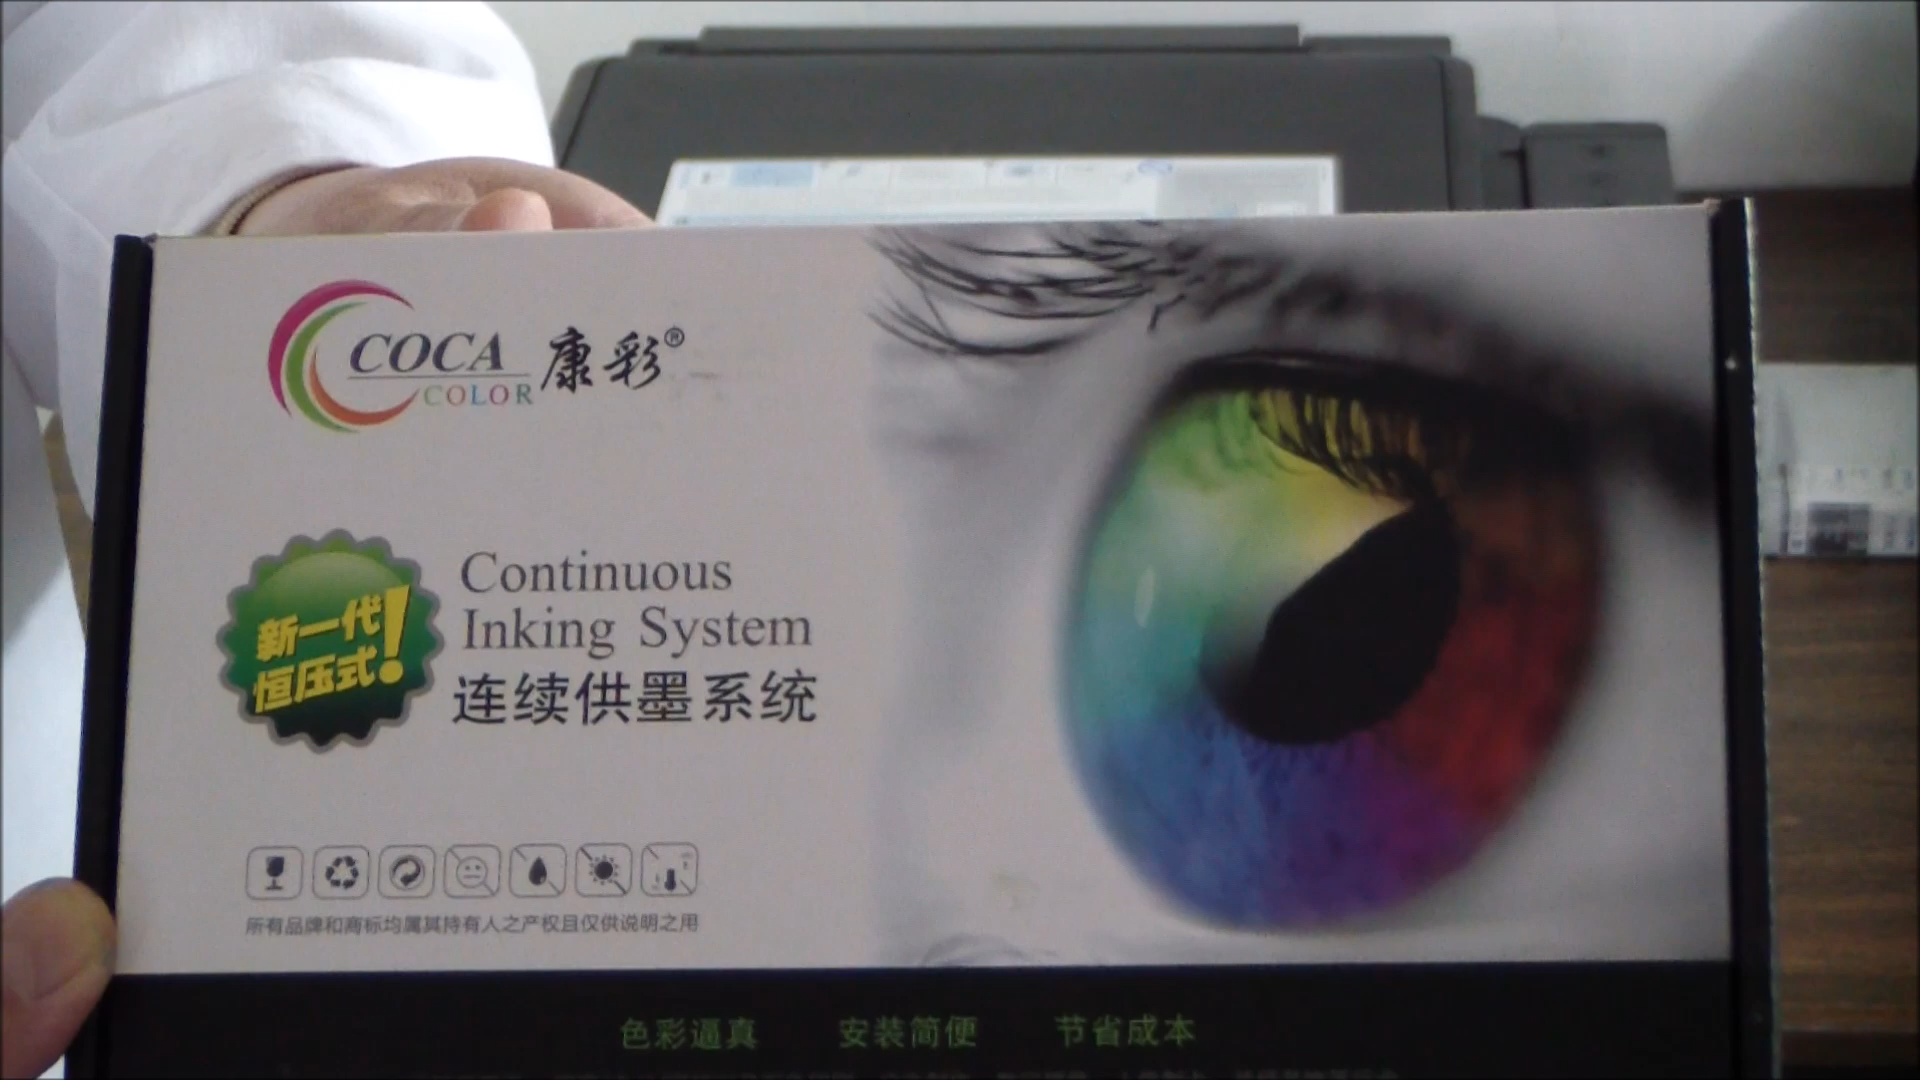 COCA
COLOR
康彩®
新一代
恒压式!
Continuous
Inking System
连续供墨系统
所有品牌和商标均属其持有人之产权且仅供说明之用
色彩逼真 安装简便 节省成本